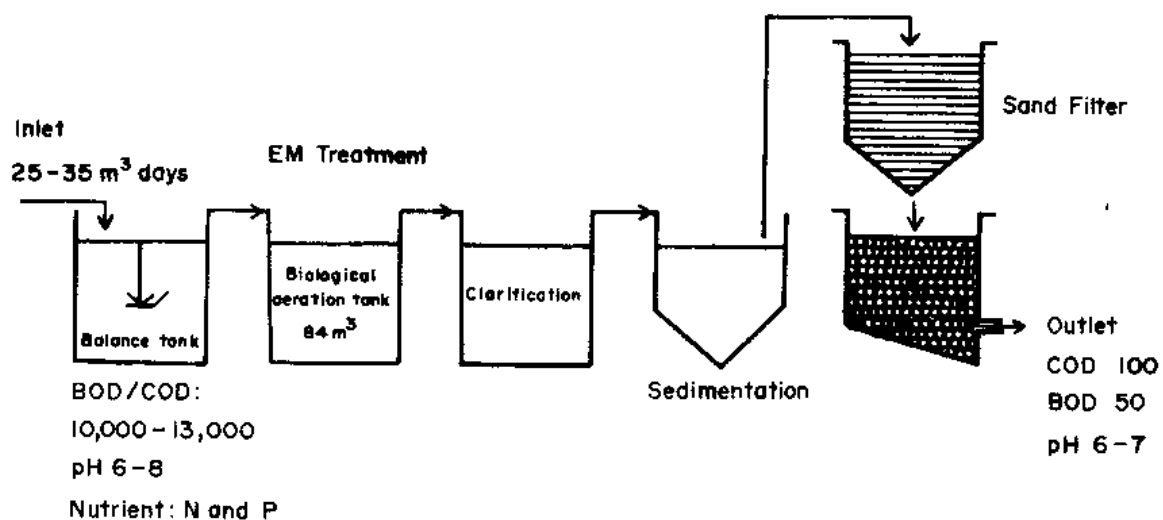 Inlet
25-35 m³ days
EM Treatment
Balance tank
BOD/COD:
10,000-13,000
pH 6-8
Nutrient: N and P
Biological
aeration tank
84 m³
Clarification
Sedimentation
Sand Filter
Outlet
COD 100
BOD 50
pH 6-7